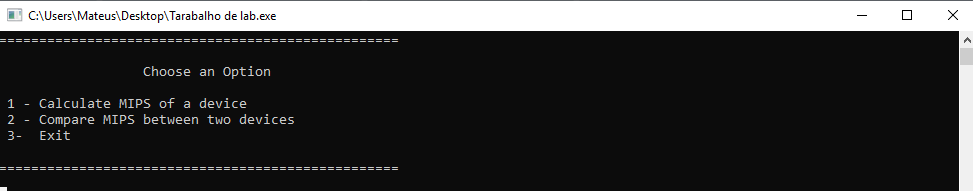 C:\Users\Mateus\Desktop\Tarabalho de lab.exe
==================================================
Choose an Option
1 - Calculate MIPS of a device
2 - Compare MIPS between two devices
3-  Exit
==================================================